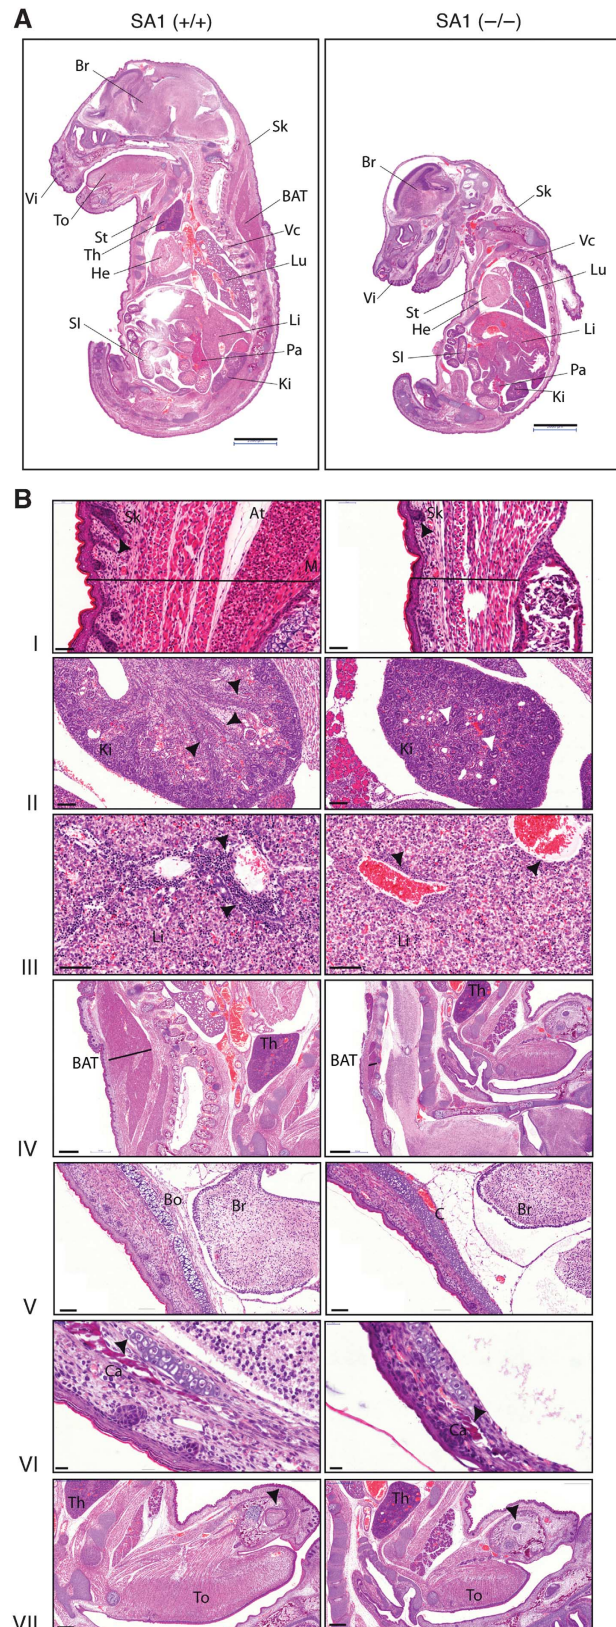 A
SA1 (+/+)
SA1 (−/−)
Br
Sk
Vi
To
BAT
St
Th
Vc
He
Lu
SI
Li
Pa
Ki
Br
Sk
Vc
Vi
Lu
St
He
Li
SI
Pa
Ki
B
Sk
At
M
Sk
I
Ki
Ki
II
Li
Li
III
BAT
Th
BAT
Th
IV
Bo
Br
C
Br
V
Ca
Ca
VI
Th
To
Th
To
VII